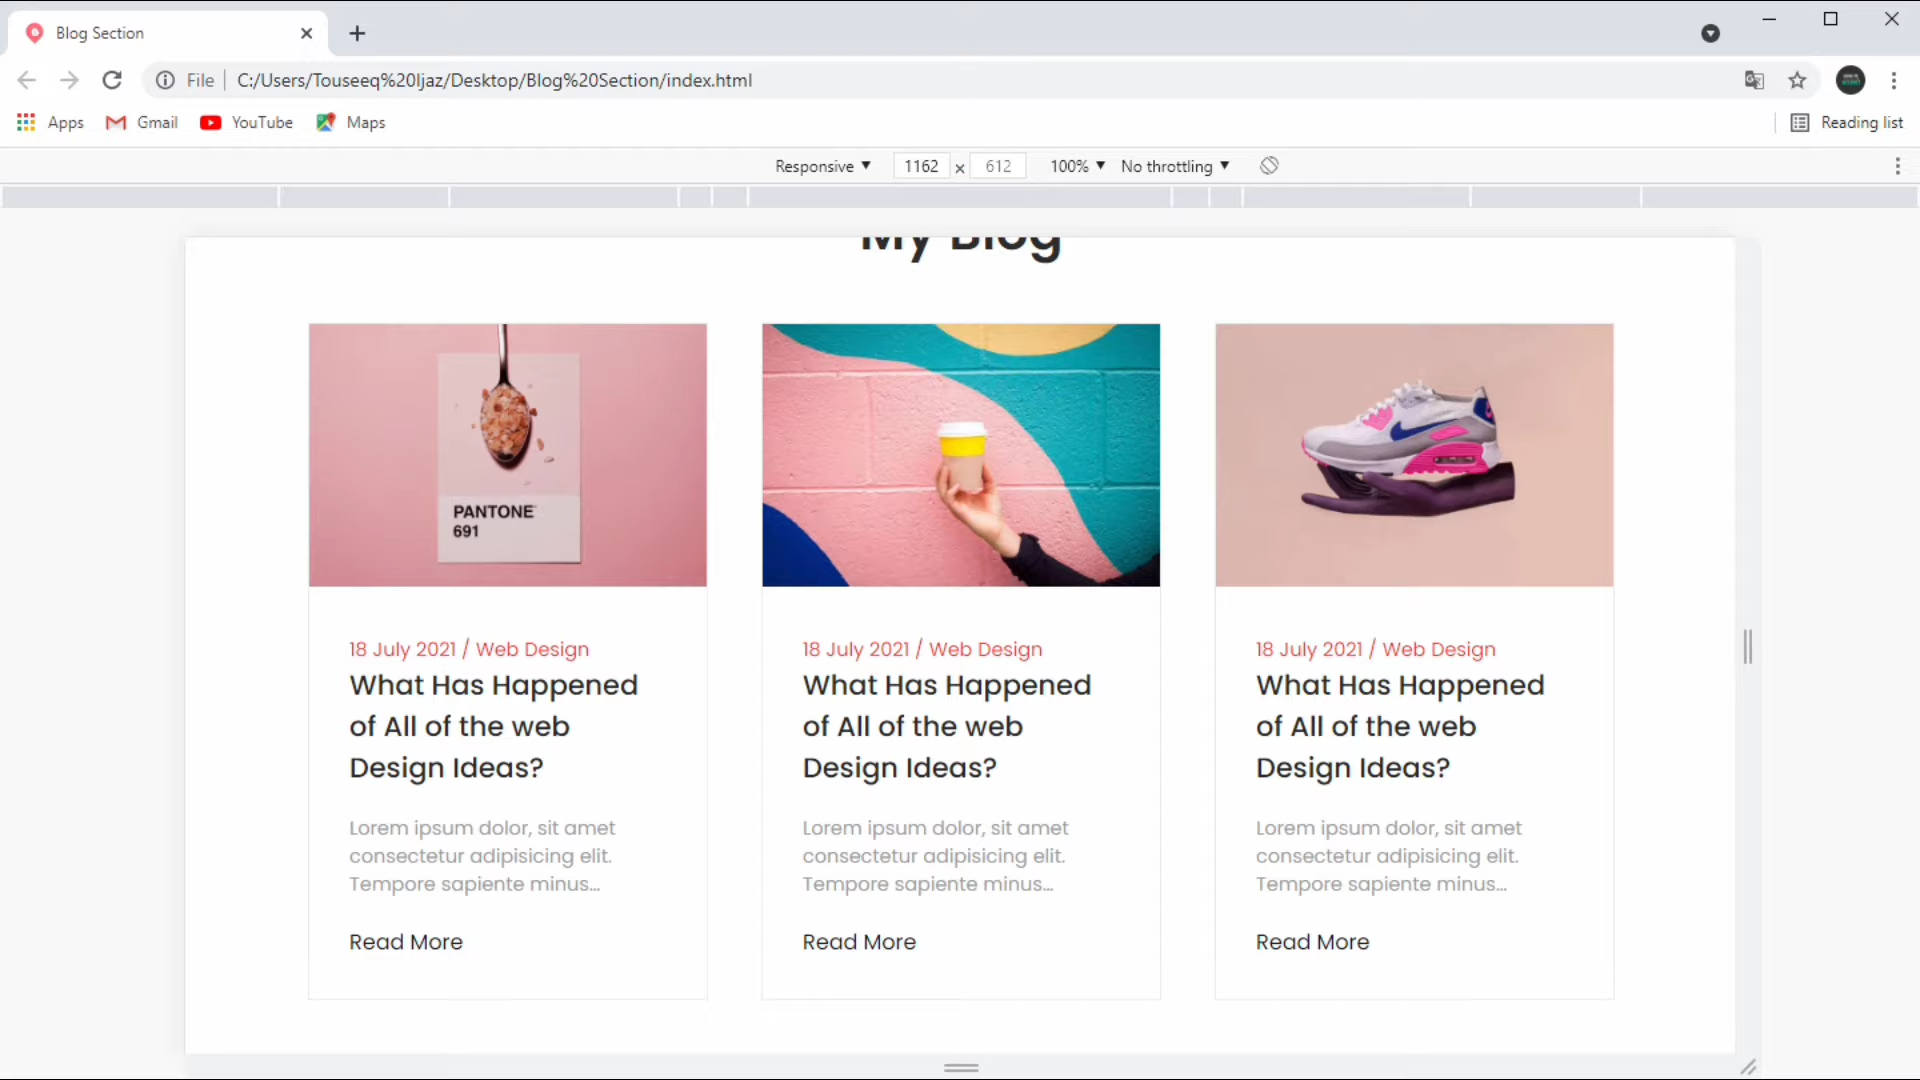 Blog Section
File
C:/Users/Touseeq%20Ijaz/Desktop/Blog%20Section/index.html
Apps
Gmail
YouTube
Maps
Reading list
Responsive
1162 x 612
100%
No throttling
My Blog
PANTONE
691
18 July 2021 / Web Design
What Has Happened
of All of the web
Design Ideas?
Lorem ipsum dolor, sit amet
consectetur adipisicing elit.
Tempore sapiente minus...
Read More
18 July 2021 / Web Design
What Has Happened
of All of the web
Design Ideas?
Lorem ipsum dolor, sit amet
consectetur adipisicing elit.
Tempore sapiente minus...
Read More
18 July 2021 / Web Design
What Has Happened
of All of the web
Design Ideas?
Lorem ipsum dolor, sit amet
consectetur adipisicing elit.
Tempore sapiente minus...
Read More